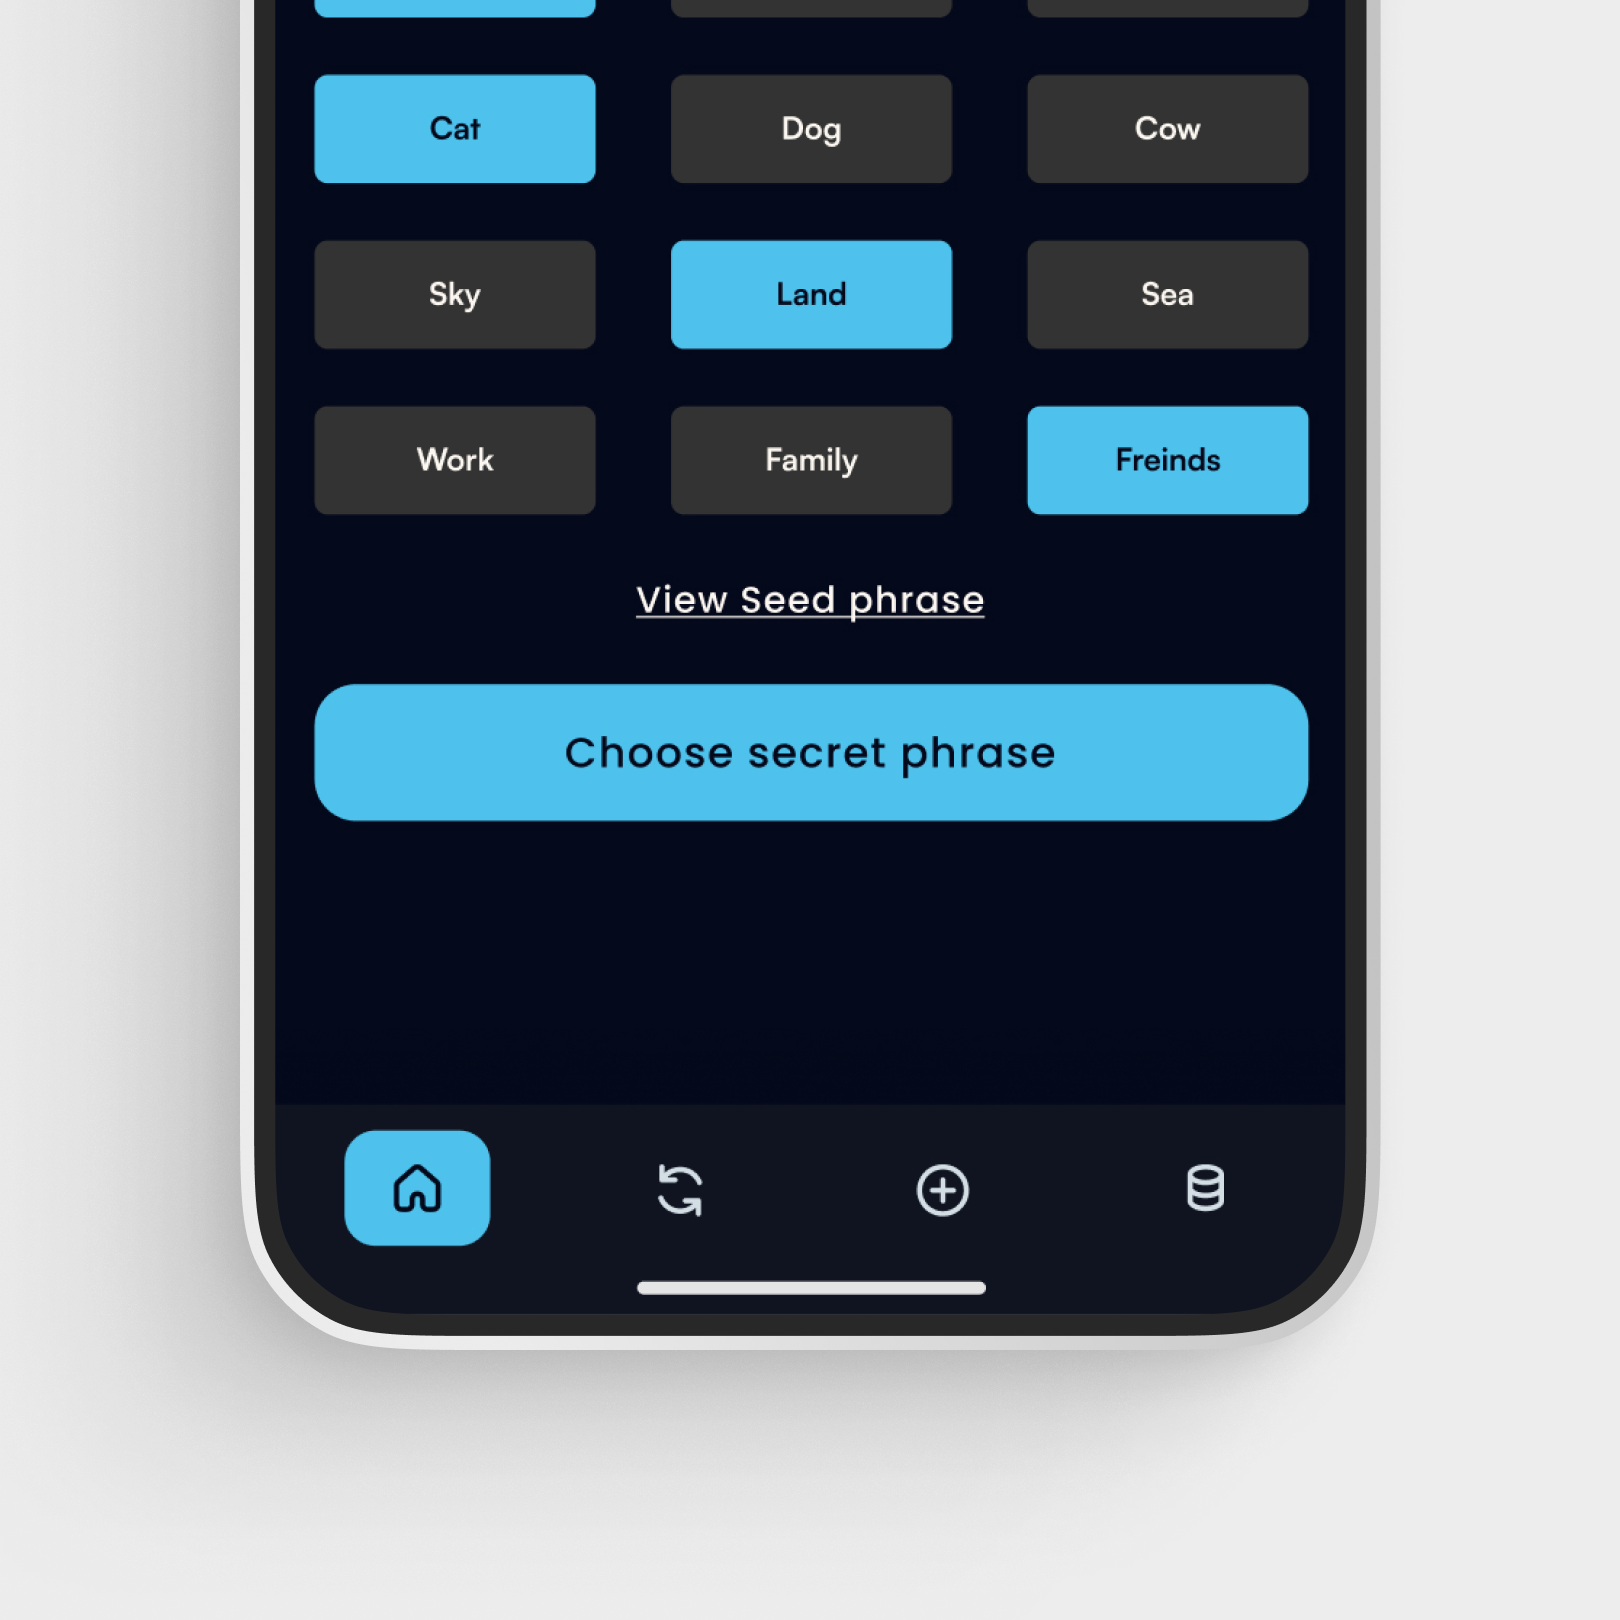 Cat Dog Cow
Sky Land Sea
Work Family Freinds
View Seed phrase
Choose secret phrase